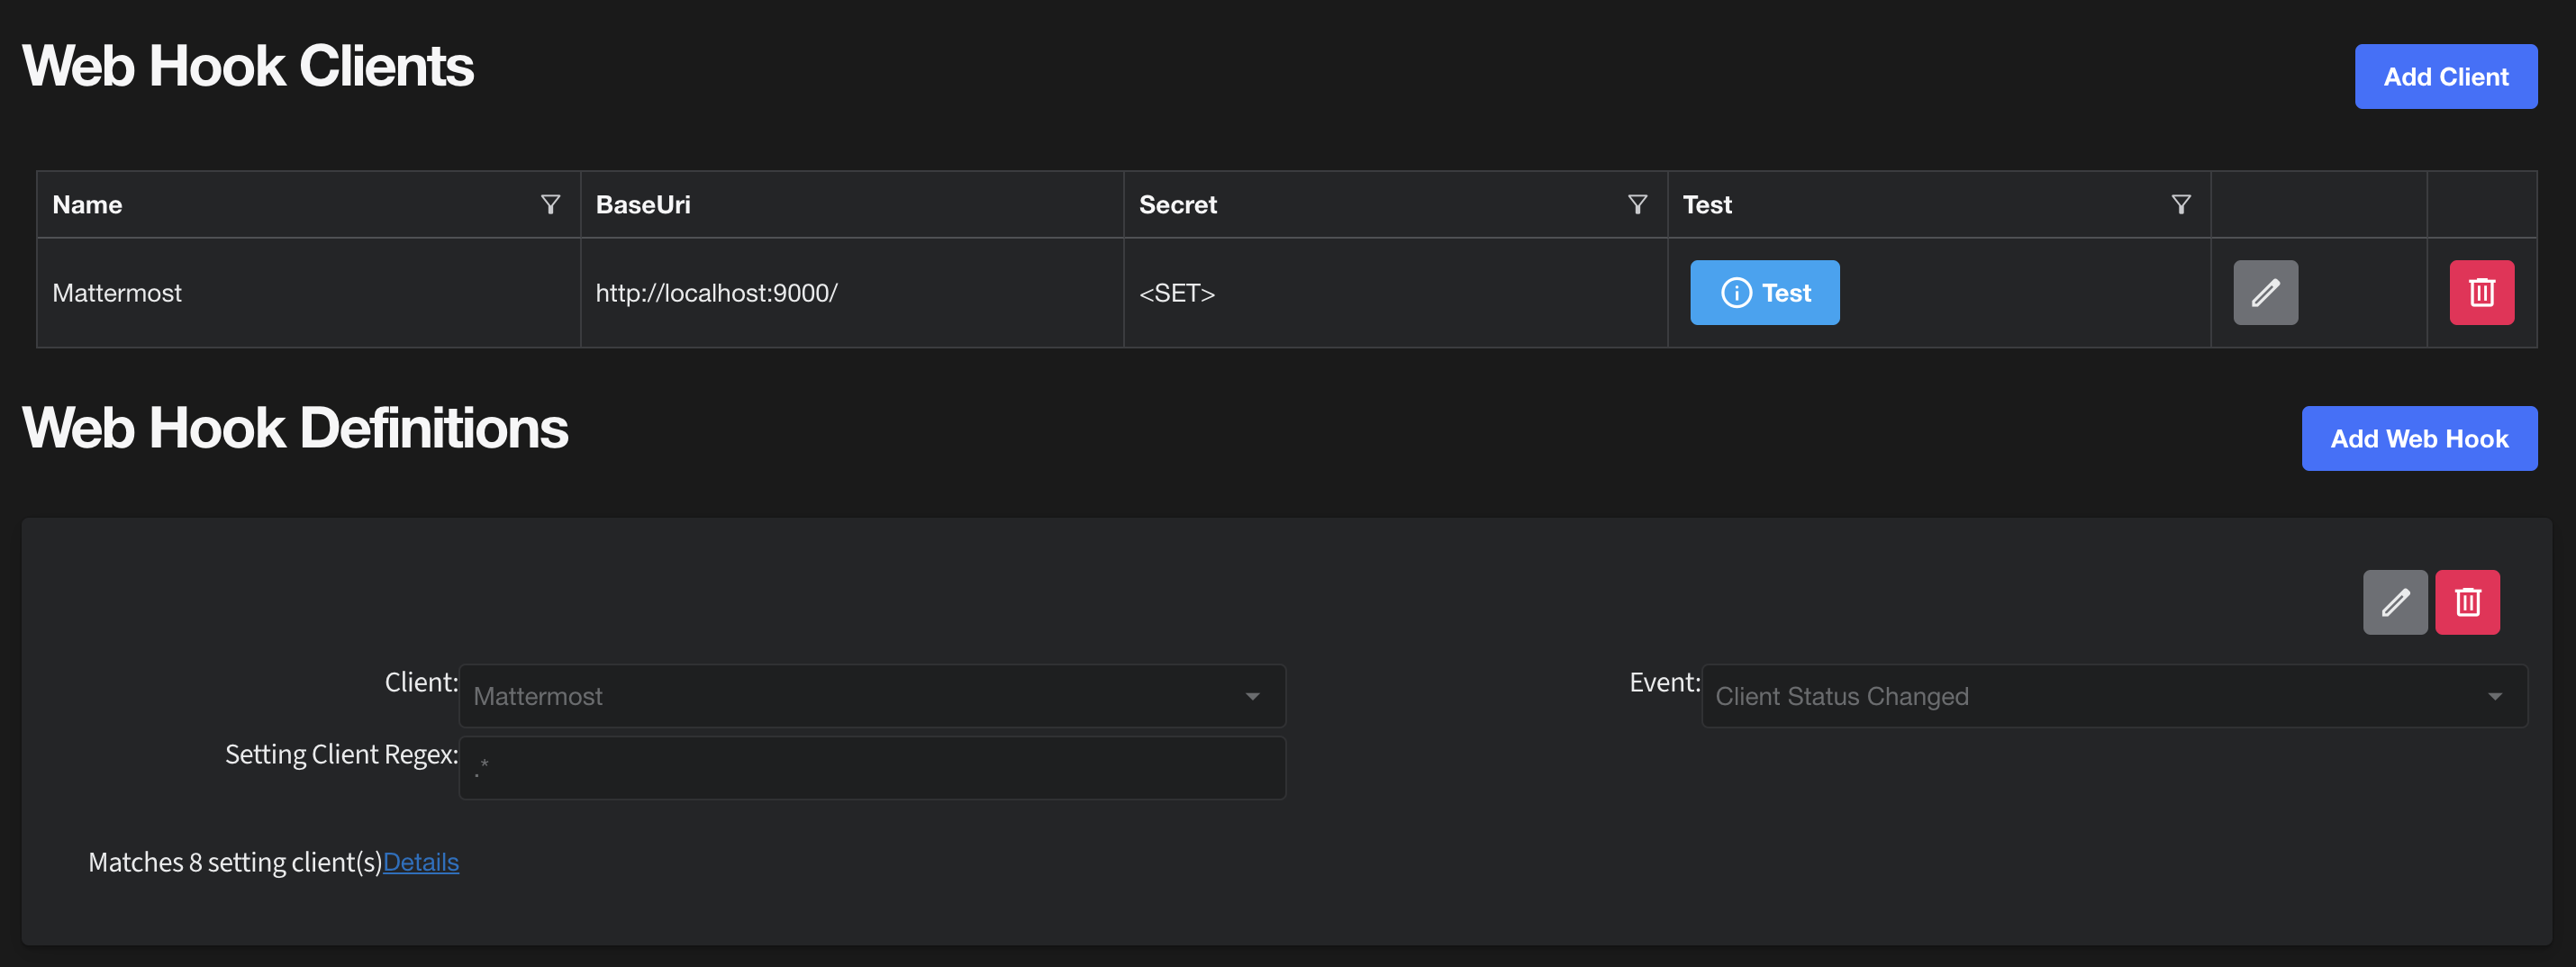 Web Hook Clients
Add Client
Name BaseUri Secret Test
Mattermost http://localhost:9000/ <SET> Test
Web Hook Definitions
Add Web Hook
Client: Mattermost Event: Client Status Changed
Setting Client Regex: .*
Matches 8 setting client(s)Details